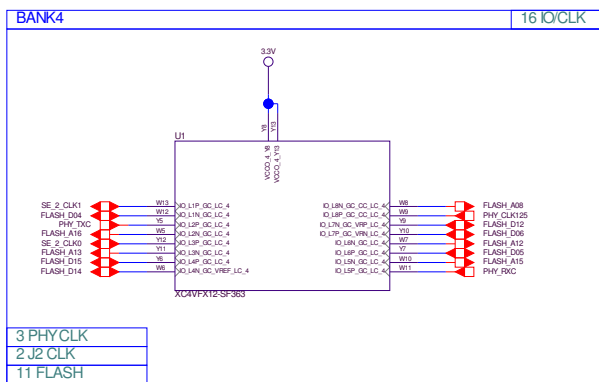 BANK4
16 IO/CLK
3.3V
Y8
Y13
VCCO_4_Y8
VCCO_4_Y13
U1
SE_2_CLK1 W13 IO_L1P_GC_LC_4
FLASH_D04 W12 IO_L1N_GC_LC_4
PHY_TXC Y5 IO_L2P_GC_LC_4
FLASH_A16 W5 IO_L2N_GC_LC_4
SE_2_CLK0 Y12 IO_L3P_GC_LC_4
FLASH_A13 Y11 IO_L3N_GC_LC_4
FLASH_D15 Y6 IO_L4P_GC_LC_4
FLASH_D14 W6 IO_L4N_GC_VREF_LC_4
IO_L8N_GC_CC_LC_4 W8 FLASH_A08
IO_L8P_GC_CC_LC_4 W9 PHY_CLK125
IO_L7N_GC_VRP_LC_4 Y9 FLASH_D12
IO_L7P_GC_VRN_LC_4 Y10 FLASH_D06
IO_L6N_GC_LC_4 W7 FLASH_A12
IO_L6P_GC_LC_4 Y7 FLASH_D05
IO_L5N_GC_LC_4 W10 FLASH_A15
IO_L5P_GC_LC_4 W11 PHY_RXC
XC4VFX12-SF363
3 PHY CLK
2 J2 CLK
11 FLASH